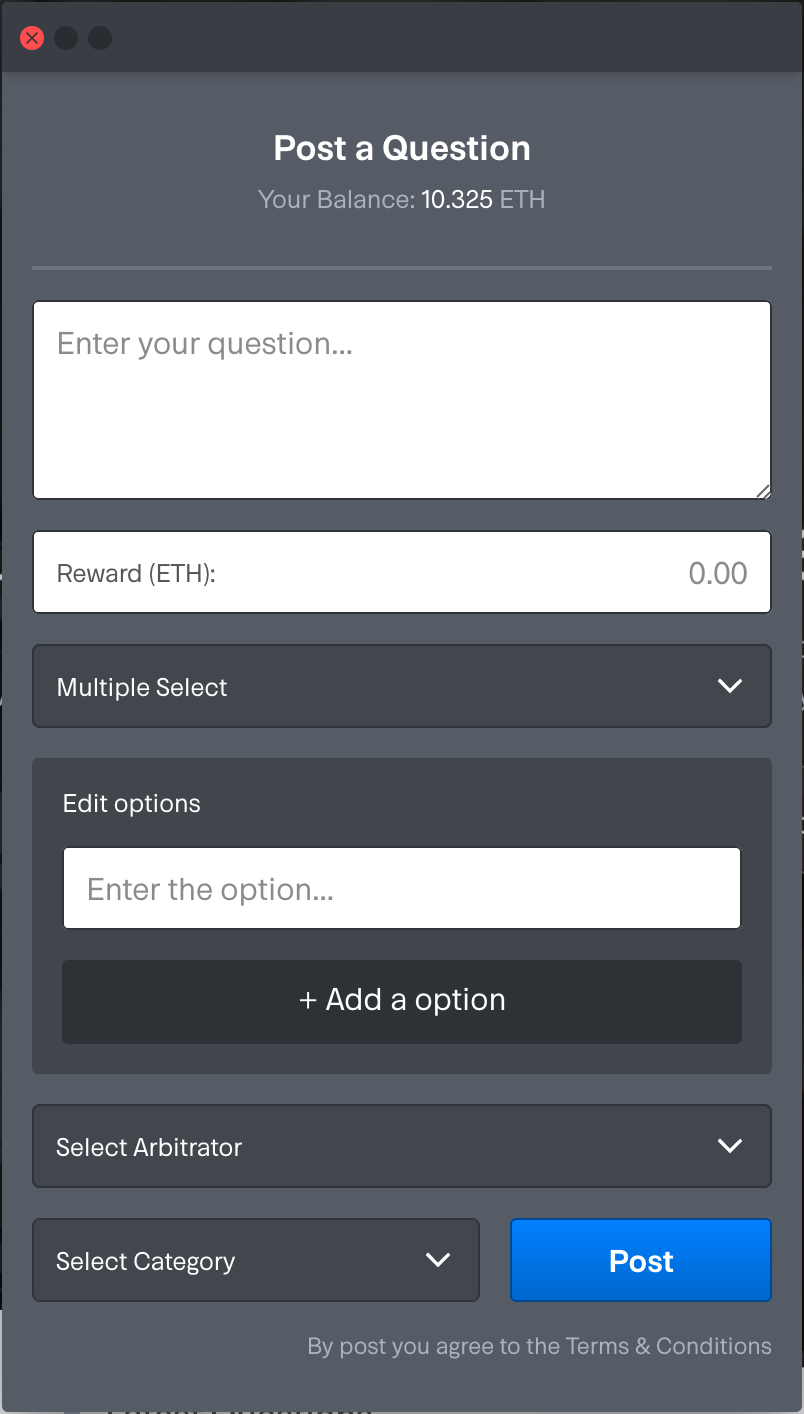 Post a Question
Your Balance: 10.325 ETH
Enter your question...
Reward (ETH): 0.00
Multiple Select
Edit options
Enter the option...
+ Add a option
Select Arbitrator
Select Category
Post
By post you agree to the Terms & Conditions